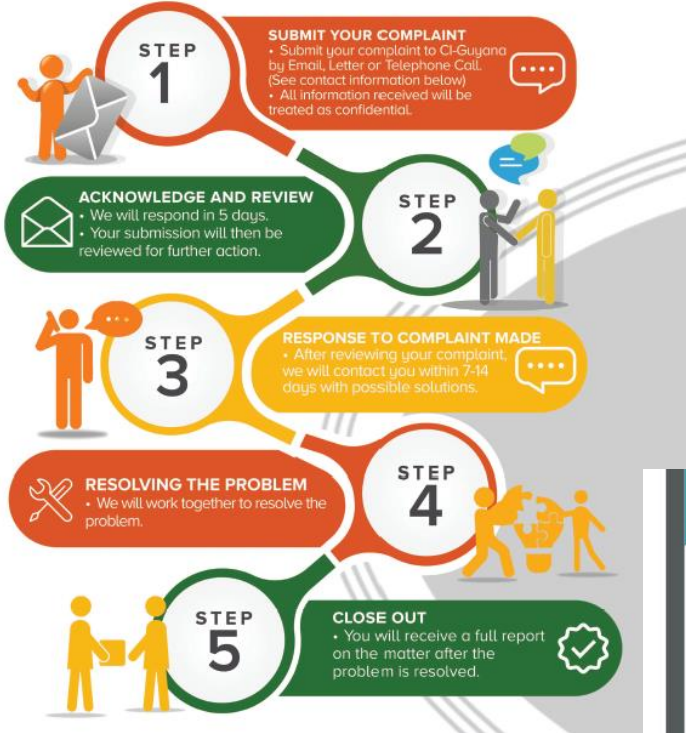 STEP
1
SUBMIT YOUR COMPLAINT
• Submit your complaint to CI-Guyana
by Email, Letter or Telephone Call.
(See contact information below)
• All information received will be
treated as confidential.
STEP
2
ACKNOWLEDGE AND REVIEW
• We will respond in 5 days.
• Your submission will then be
reviewed for further action.
STEP
3
RESPONSE TO COMPLAINT MADE
• After reviewing your complaint,
we will contact you within 7-14
days with possible solutions.
STEP
4
RESOLVING THE PROBLEM
• We will work together to resolve the
problem.
STEP
5
CLOSE OUT
• You will receive a full report
on the matter after the
problem is resolved.